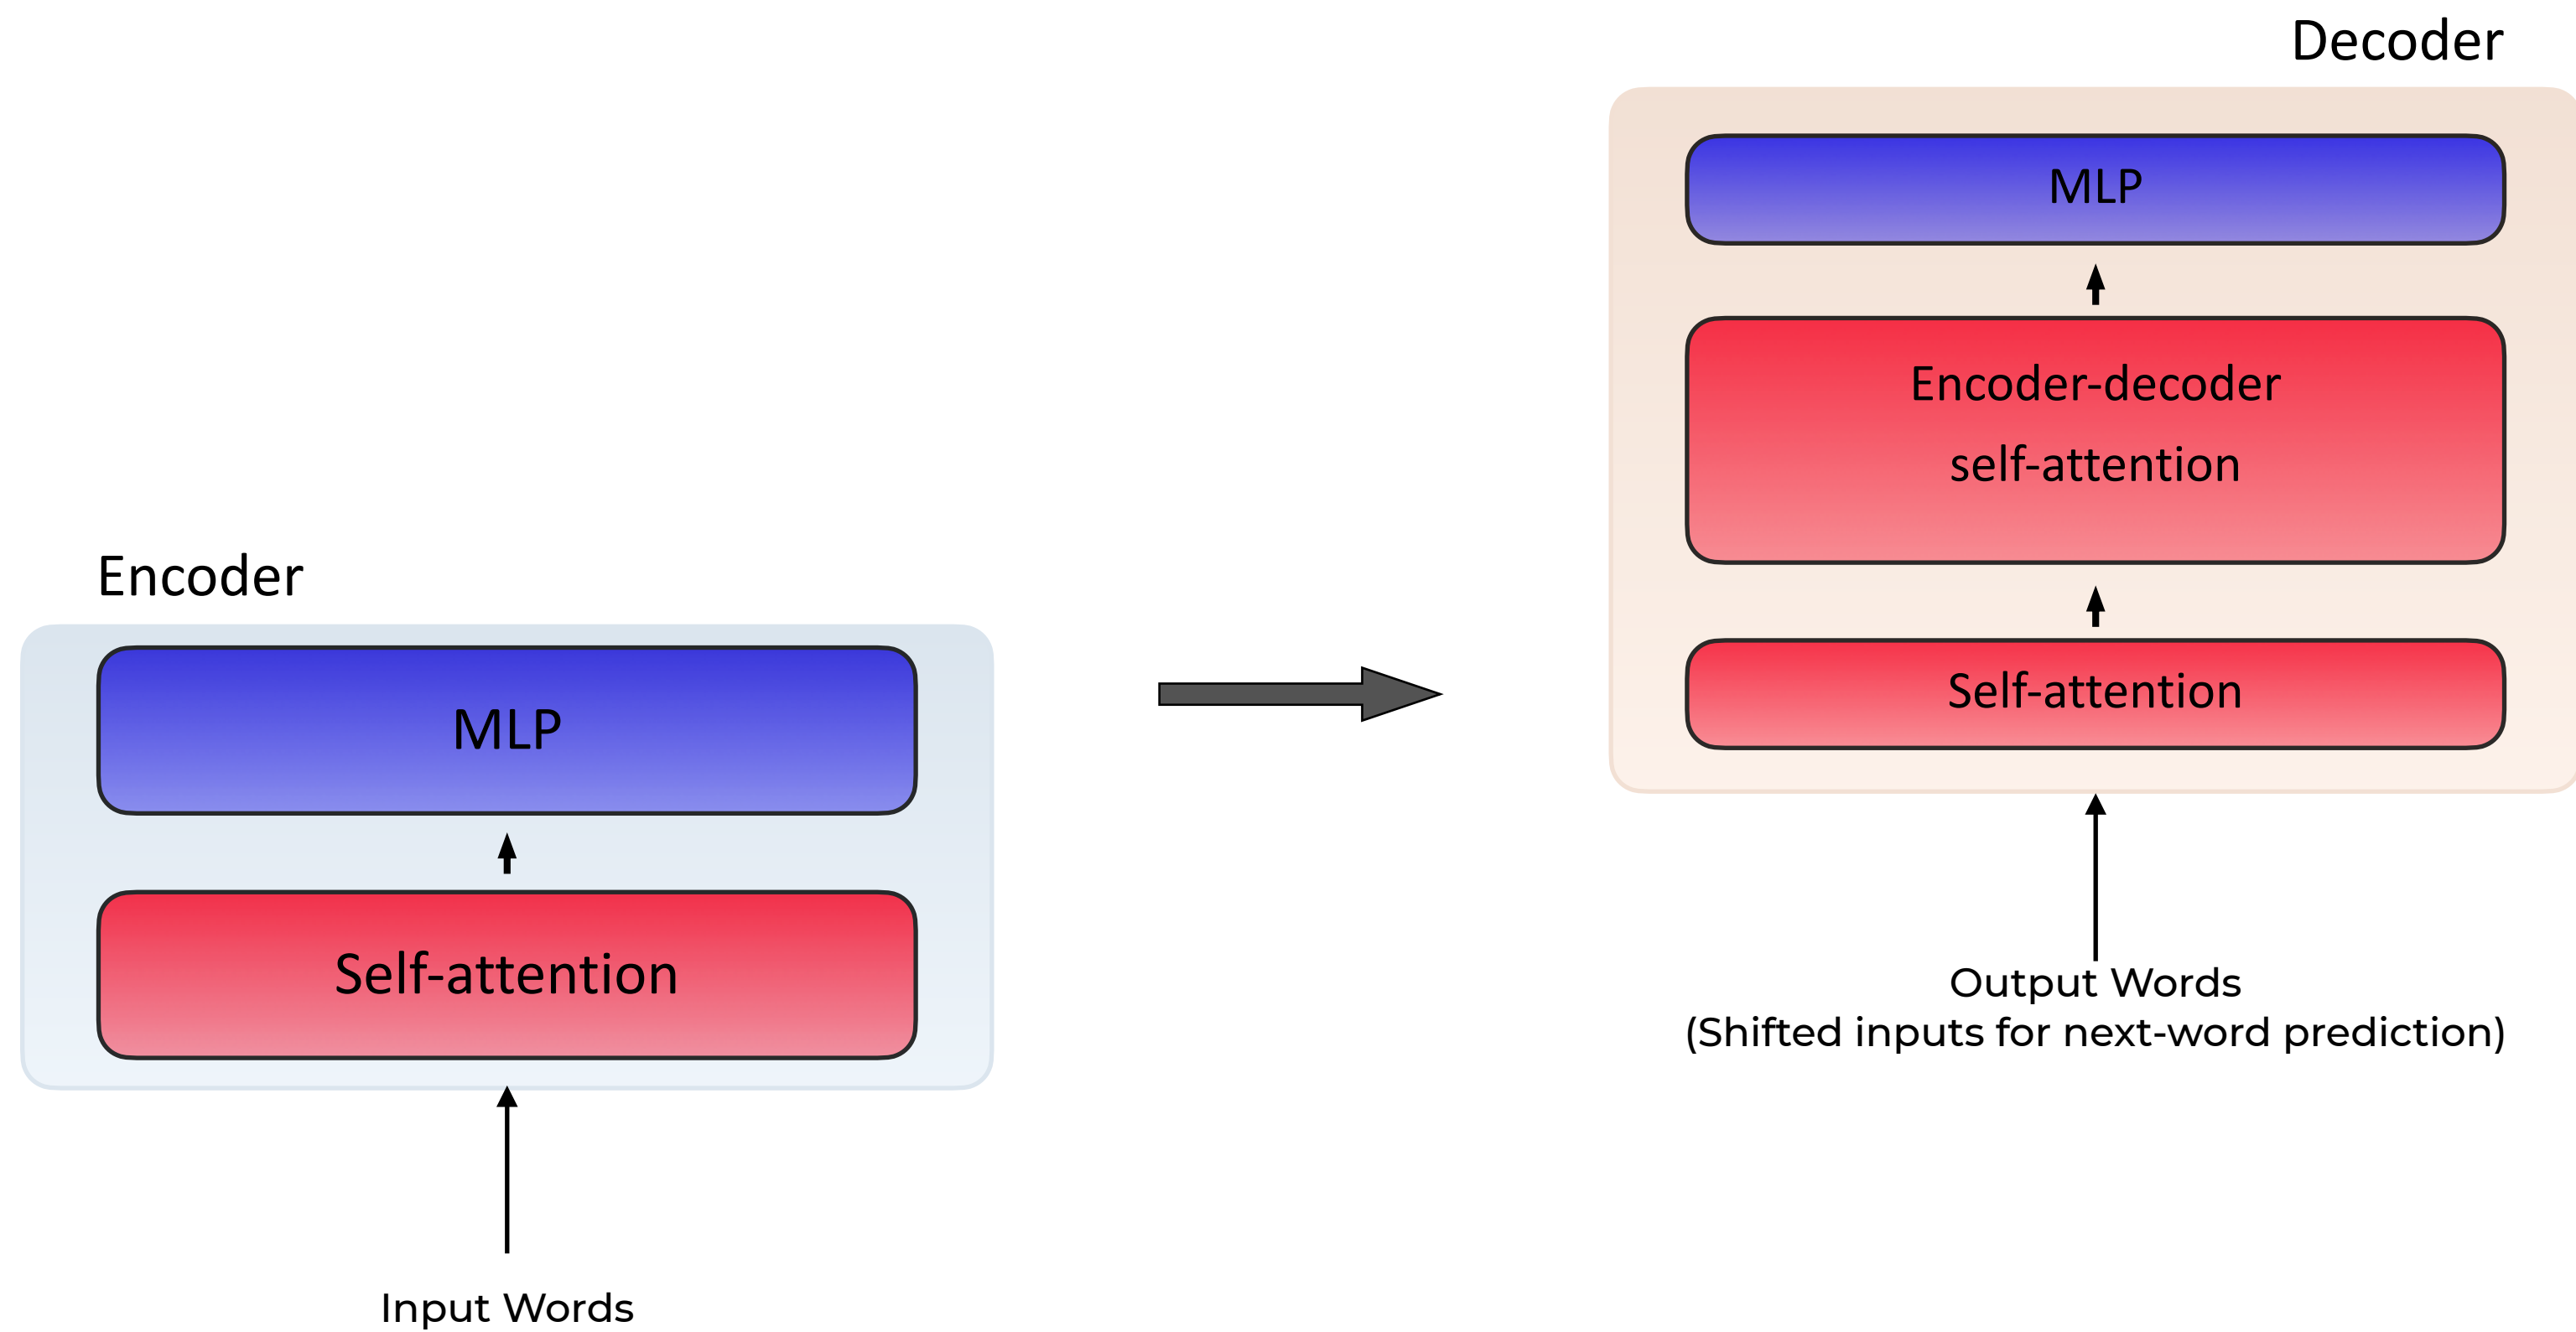 Encoder
MLP
Self-attention
Input Words
Decoder
MLP
Encoder-decoder
self-attention
Self-attention
Output Words
(Shifted inputs for next-word prediction)